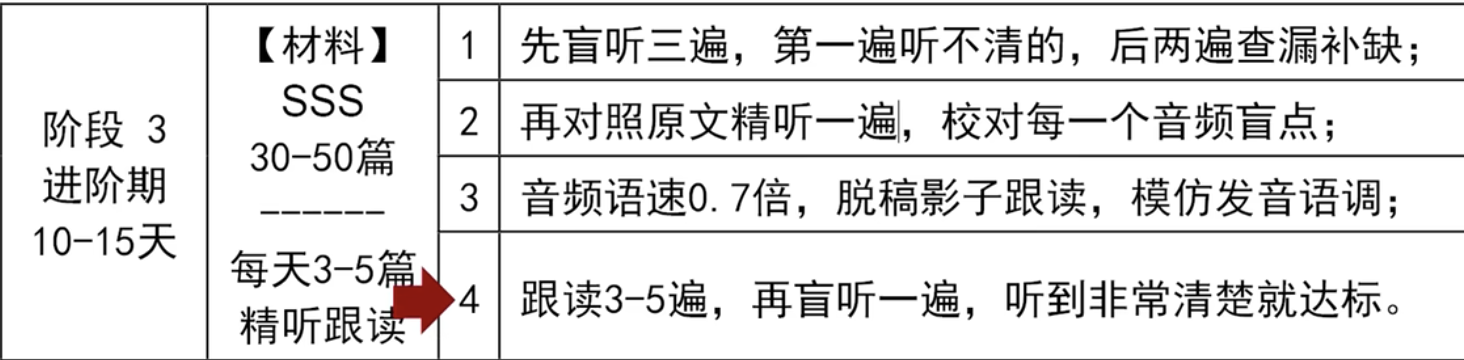 阶段 3
进阶期
10-15天
【材料】
SSS
30-50篇
------
每天3-5篇
精听跟读
1
先盲听三遍，第一遍听不清的，后两遍查漏补缺；
2
再对照原文精听一遍，校对每一个音频盲点；
3
音频语速0.7倍，脱稿影子跟读，模仿发音语调；
4
跟读3-5遍，再盲听一遍，听到非常清楚就达标。